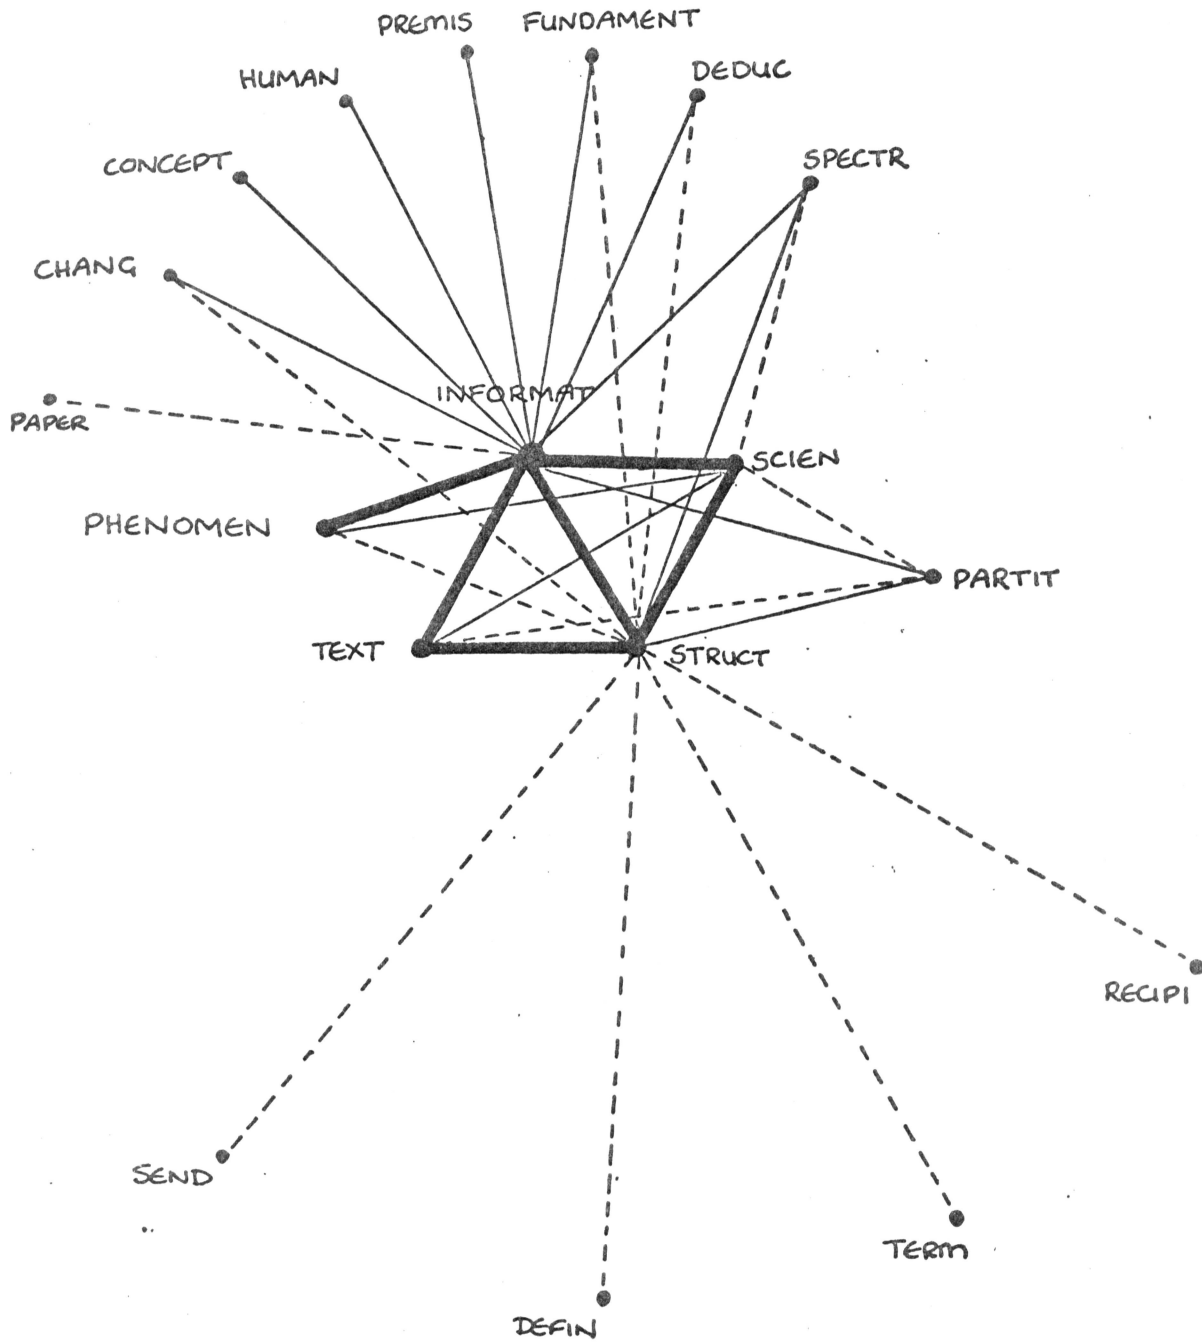 PREMIS
FUNDAMENT
HUMAN
DEDUC
CONCEPT
SPECTR
CHANG
INFORMAT
PAPER
SCIEN
PHENOMEN
PARTIT
TEXT
STRUCT
RECIPI
SEND
TERM
DEFIN